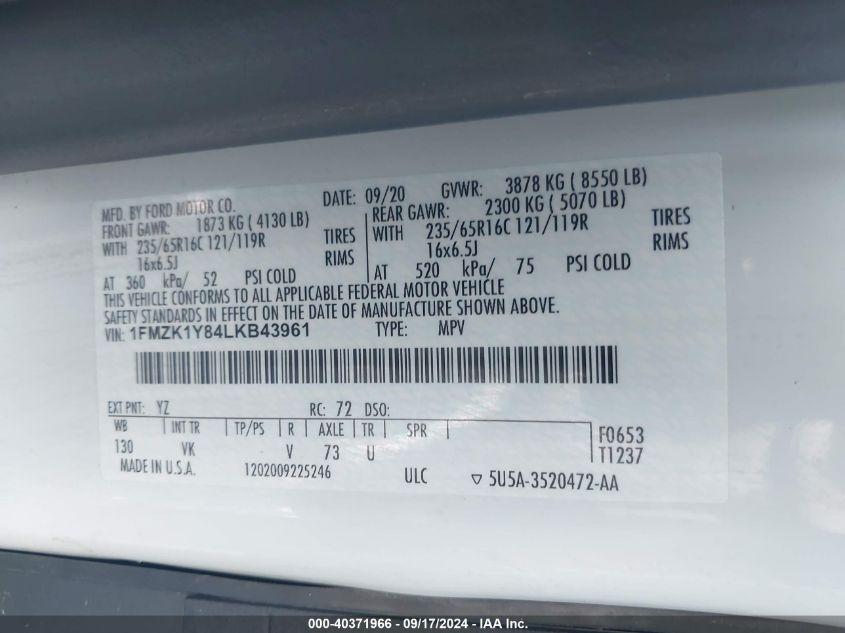 MFD. BY FORD MOTOR CO. DATE: 09/20 GVWR: 3878 KG ( 8550 LB)
FRONT GAWR: 1873 KG ( 4130 LB) REAR GAWR: 2300 KG ( 5070 LB)
WITH 235/65R16C 121/119R TIRES WITH 235/65R16C 121/119R TIRES
16x6.5J RIMS 16x6.5J RIMS
AT 360 kPa/ 52 PSI COLD AT 520 kPa/ 75 PSI COLD
THIS VEHICLE CONFORMS TO ALL APPLICABLE FEDERAL MOTOR VEHICLE
SAFETY STANDARDS IN EFFECT ON THE DATE OF MANUFACTURE SHOWN ABOVE.
VIN: 1FMZK1Y84LKB43961 TYPE: MPV
EXT PNT: YZ RC: 72 DSO:
WB INT TR TP/PS R AXLE TR SPR F0653
130 VK V 73 U T1237
MADE IN U.S.A. 1202009225246 ULC ▽ 5U5A-3520472-AA
000-40371966 - 09/17/2024 - IAA Inc.